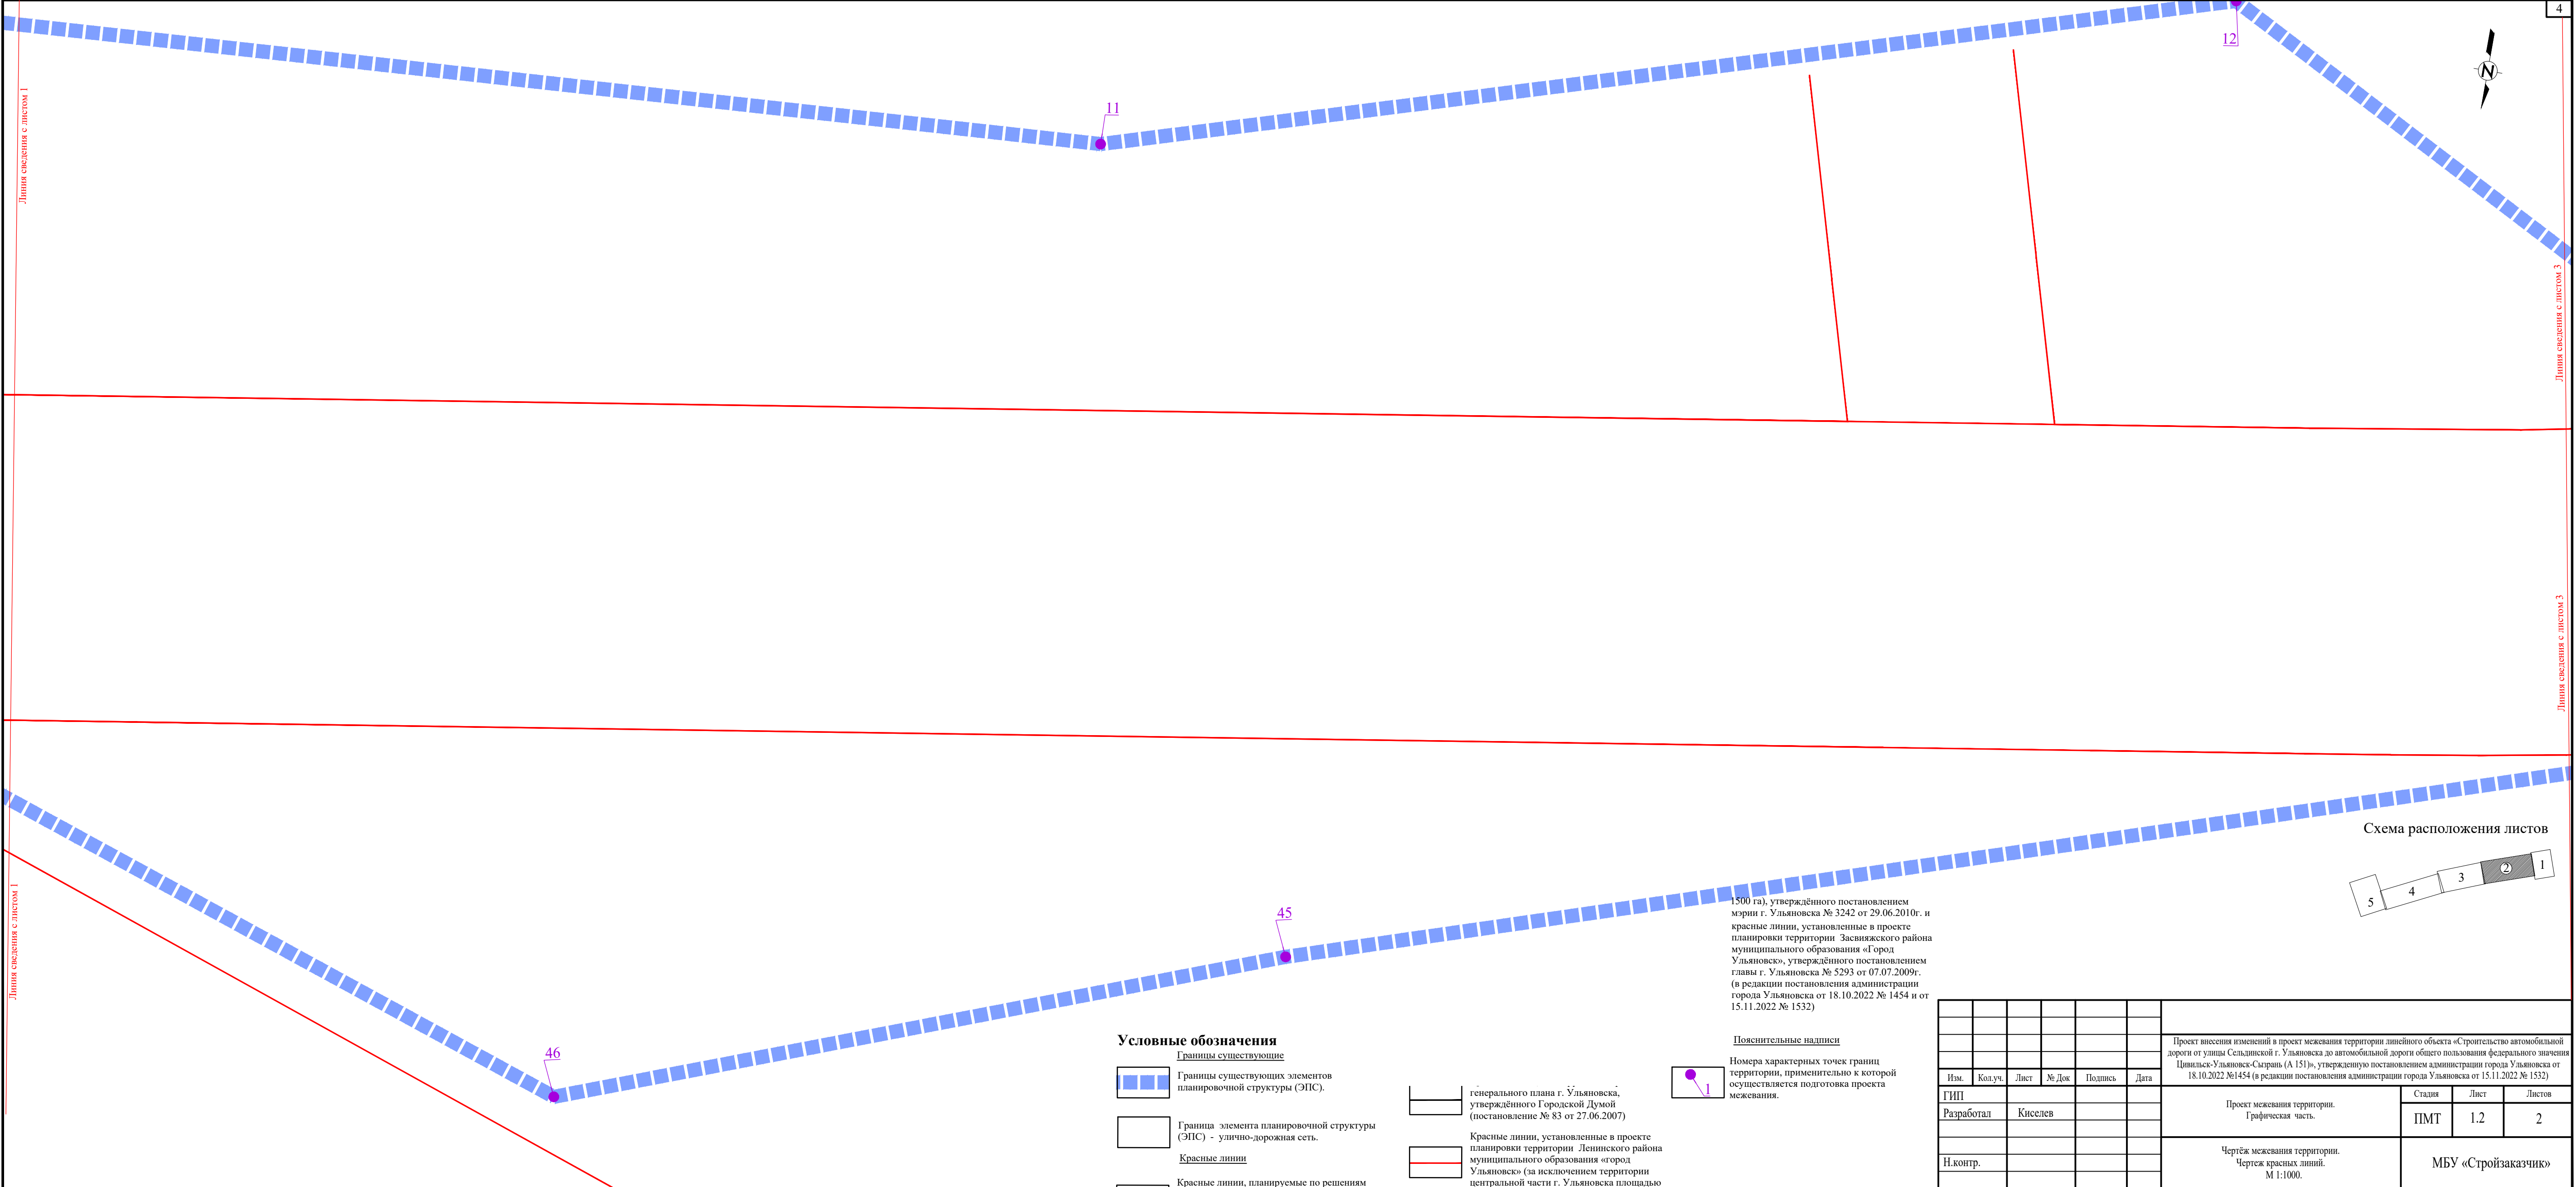 4
12
11
Линия сведения с листом 1
Линия сведения с листом 3
Линия сведения с листом 3
Линия сведения с листом 1
N
45
46
Схема расположения листов
5
4
3
2
1
Условные обозначения
Границы существующие
Границы существующих элементов
планировочной структуры (ЭПС).
Граница элемента планировочной структуры
(ЭПС) - улично-дорожная сеть.
Красные линии
Красные линии, планируемые по решениям
генерального плана г. Ульяновска,
утверждённого Городской Думой
(постановление № 83 от 27.06.2007)
Красные линии, установленные в проекте
планировки территории Ленинского района
муниципального образования «город
Ульяновск» (за исключением территории
центральной части г. Ульяновска площадью
1500 га), утверждённого постановлением
мэрии г. Ульяновска № 3242 от 29.06.2010г. и
красные линии, установленные в проекте
планировки территории Засвияжского района
муниципального образования «Город
Ульяновск», утверждённого постановлением
главы г. Ульяновска № 5293 от 07.07.2009г.
(в редакции постановления администрации
города Ульяновска от 18.10.2022 № 1454 и от
15.11.2022 № 1532)
Пояснительные надписи
1
Номера характерных точек границ
территории, применительно к которой
осуществляется подготовка проекта
межевания.
Проект внесения изменений в проект межевания территории линейного объекта «Строительство автомобильной
дороги от улицы Сельдинской г. Ульяновска до автомобильной дороги общего пользования федерального значения
Цивильск-Ульяновск-Сызрань (А 151)», утвержденную постановлением администрации города Ульяновска от
18.10.2022 №1454 (в редакции постановления администрации города Ульяновска от 15.11.2022 № 1532)
Изм. Кол.уч. Лист № Док Подпись Дата
ГИП
Разработал Киселев
Н.контр.
Проект межевания территории.
Графическая часть.
Стадия Лист Листов
ПМТ 1.2 2
Чертёж межевания территории.
Чертеж красных линий.
М 1:1000.
МБУ «Стройзаказчик»